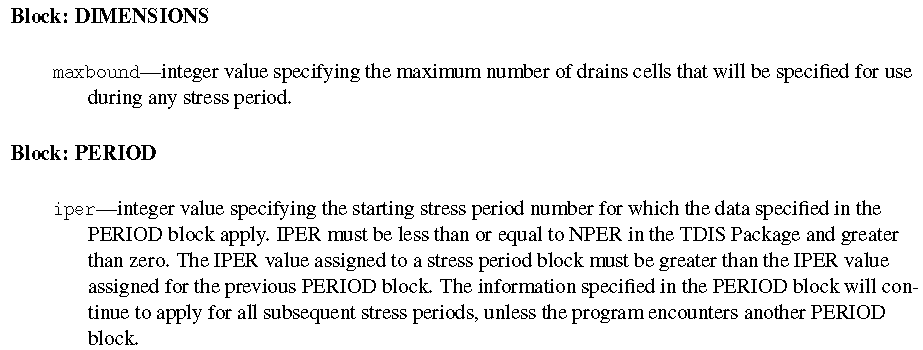 Block: DIMENSIONS
maxbound—integer value specifying the maximum number of drains cells that will be specified for use
during any stress period.
Block: PERIOD
iper—integer value specifying the starting stress period number for which the data specified in the
PERIOD block apply. IPER must be less than or equal to NPER in the TDIS Package and greater
than zero. The IPER value assigned to a stress period block must be greater than the IPER value
assigned for the previous PERIOD block. The information specified in the PERIOD block will con-
tinue to apply for all subsequent stress periods, unless the program encounters another PERIOD
block.